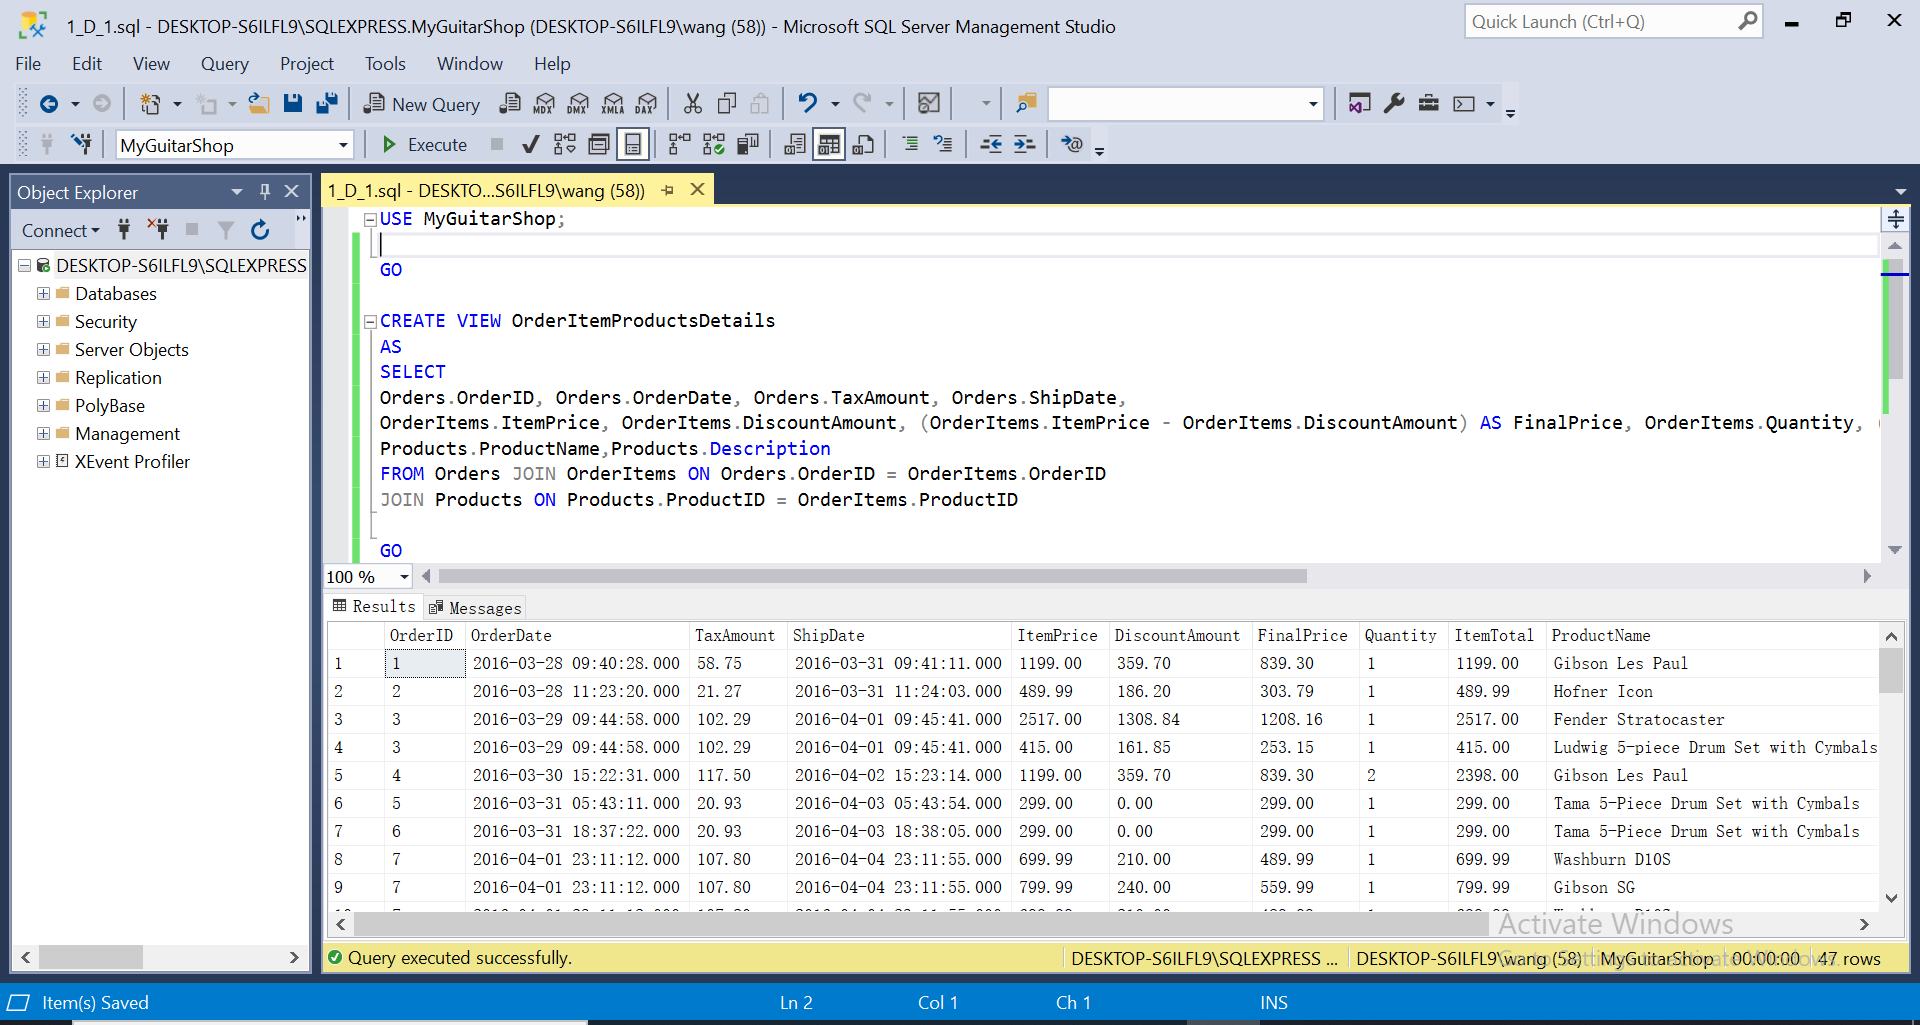 1_D_1.sql - DESKTOP-S6ILFL9\SQLEXPRESS.MyGuitarShop (DESKTOP-S6ILFL9\wang (58)) - Microsoft SQL Server Management Studio
Quick Launch (Ctrl+Q)
File Edit View Query Project Tools Window Help
New Query MDX DMX XMLA DAX
MyGuitarShop Execute
Object Explorer
Connect
DESKTOP-S6ILFL9\SQLEXPRESS
Databases
Security
Server Objects
Replication
PolyBase
Management
XEvent Profiler
1_D_1.sql - DESKTO...S6ILFL9\wang (58))
USE MyGuitarShop;
GO
CREATE VIEW OrderItemProductsDetails
AS
SELECT
Orders.OrderID, Orders.OrderDate, Orders.TaxAmount, Orders.ShipDate,
OrderItems.ItemPrice, OrderItems.DiscountAmount, (OrderItems.ItemPrice - OrderItems.DiscountAmount) AS FinalPrice, OrderItems.Quantity, (
Products.ProductName,Products.Description
FROM Orders JOIN OrderItems ON Orders.OrderID = OrderItems.OrderID
JOIN Products ON Products.ProductID = OrderItems.ProductID
GO
100 %
Results Messages
OrderID OrderDate TaxAmount ShipDate ItemPrice DiscountAmount FinalPrice Quantity ItemTotal ProductName
1 1 2016-03-28 09:40:28.000 58.75 2016-03-31 09:41:11.000 1199.00 359.70 839.30 1 1199.00 Gibson Les Paul
2 2 2016-03-28 11:23:20.000 21.27 2016-03-31 11:24:03.000 489.99 186.20 303.79 1 489.99 Hofner Icon
3 3 2016-03-29 09:44:58.000 102.29 2016-04-01 09:45:41.000 2517.00 1308.84 1208.16 1 2517.00 Fender Stratocaster
4 3 2016-03-29 09:44:58.000 102.29 2016-04-01 09:45:41.000 415.00 161.85 253.15 1 415.00 Ludwig 5-piece Drum Set with Cymbals
5 4 2016-03-30 15:22:31.000 117.50 2016-04-02 15:23:14.000 1199.00 359.70 839.30 2 2398.00 Gibson Les Paul
6 5 2016-03-31 05:43:11.000 20.93 2016-04-03 05:43:54.000 299.00 0.00 299.00 1 299.00 Tama 5-Piece Drum Set with Cymbals
7 6 2016-03-31 18:37:22.000 20.93 2016-04-03 18:38:05.000 299.00 0.00 299.00 1 299.00 Tama 5-Piece Drum Set with Cymbals
8 7 2016-04-01 23:11:12.000 107.80 2016-04-04 23:11:55.000 699.99 210.00 489.99 1 699.99 Washburn D10S
9 7 2016-04-01 23:11:12.000 107.80 2016-04-04 23:11:55.000 799.99 240.00 559.99 1 799.99 Gibson SG
Activate Windows
Query executed successfully. DESKTOP-S6ILFL9\SQLEXPRESS ... DESKTOP-S6ILFL9\wang (58) MyGuitarShop 00:00:00 47 rows
Item(s) Saved Ln 2 Col 1 Ch 1 INS